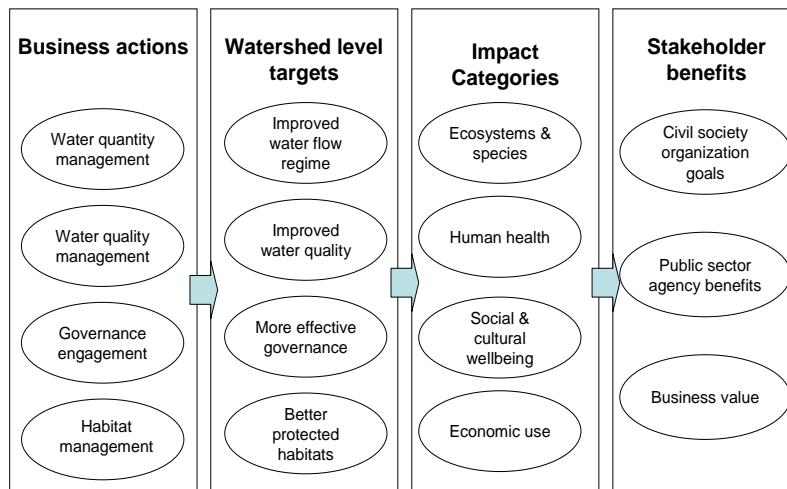 Business actions
Water quantity
management
Water quality
management
Governance
engagement
Habitat
management
Watershed level
targets
Improved
water flow
regime
Improved
water quality
More effective
governance
Better
protected
habitats
Impact
Categories
Ecosystems &
species
Human health
Social &
cultural
wellbeing
Economic use
Stakeholder
benefits
Civil society
organization
goals
Public sector
agency benefits
Business value